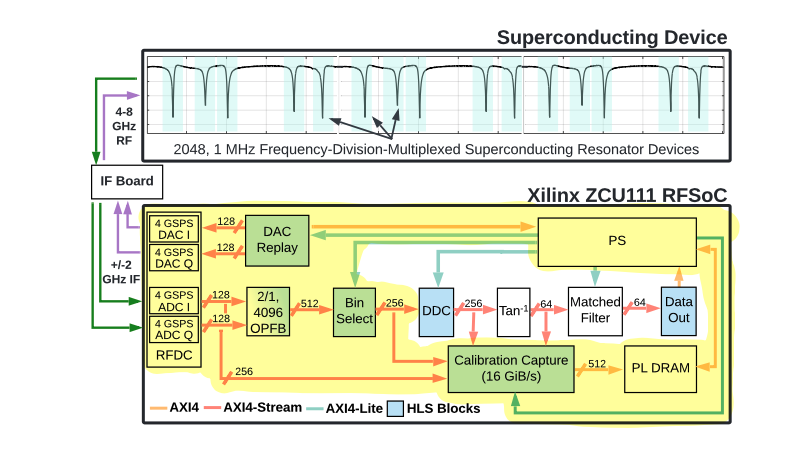 Superconducting Device
2048, 1 MHz Frequency-Division-Multiplexed Superconducting Resonator Devices
4-8
GHz
RF
IF Board
Xilinx ZCU111 RFSoC
4 GSPS
DAC I
4 GSPS
DAC Q
128
128
DAC
Replay
PS
+/-2
GHz IF
4 GSPS
ADC I
4 GSPS
ADC Q
RFDC
128
128
2/1,
4096
OPFB
512
Bin
Select
256
DDC
256
Tan-1
64
Matched
Filter
64
Data
Out
256
Calibration Capture
(16 GiB/s)
512
PL DRAM
AXI4
AXI4-Stream
AXI4-Lite
HLS Blocks